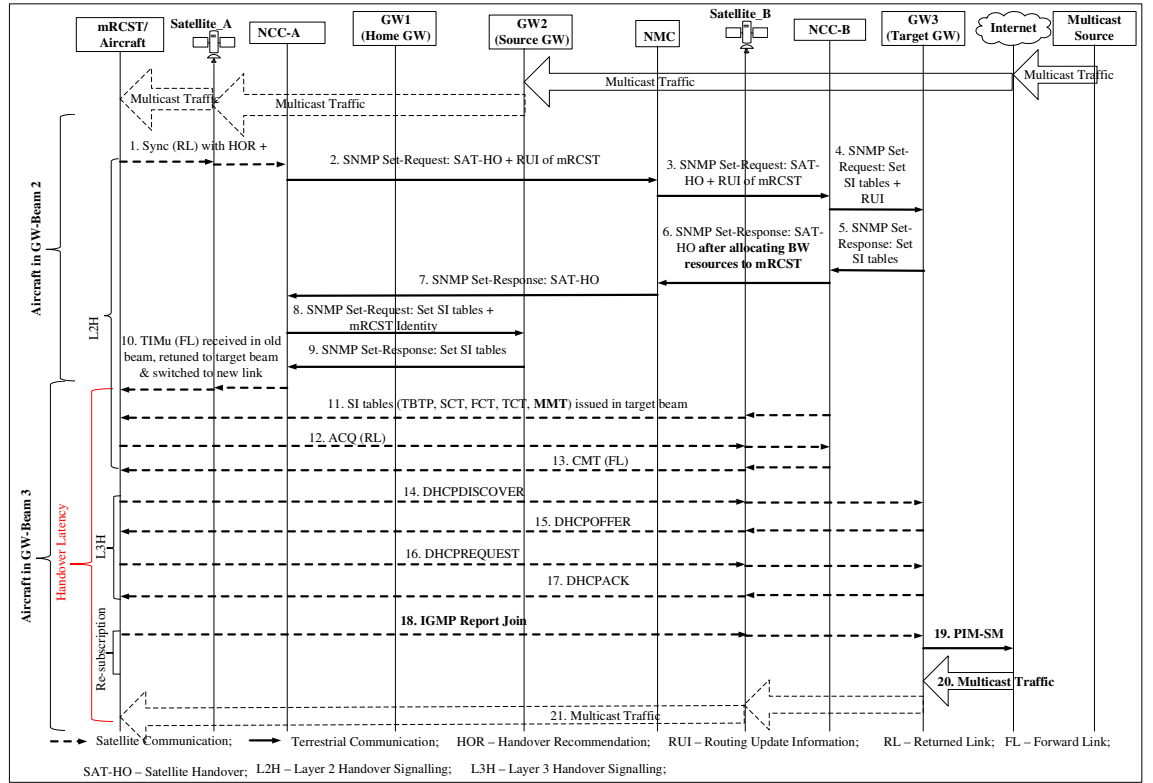 mRCST/
Aircraft
Satellite_A
NCC-A
GW1
(Home GW)
GW2
(Source GW)
NMC
Satellite_B
NCC-B
GW3
(Target GW)
Internet
Multicast
Source
Multicast Traffic
Multicast Traffic
Multicast Traffic
Multicast Traffic
1. Sync (RL) with HOR +
2. SNMP Set-Request: SAT-HO + RUI of mRCST
3. SNMP Set-Request: SAT-
HO + RUI of mRCST
4. SNMP Set-
Request: Set
SI tables +
RUI
5. SNMP Set-
Response: Set
SI tables
6. SNMP Set-Response: SAT-
HO after allocating BW
resources to mRCST
7. SNMP Set-Response: SAT-HO
8. SNMP Set-Request: Set SI tables +
mRCST Identity
9. SNMP Set-Response: Set SI tables
10. TIMu (FL) received in old
beam, retuned to target beam
& switched to new link
11. SI tables (TBTP, SCT, FCT, TCT, MMT) issued in target beam
12. ACQ (RL)
13. CMT (FL)
14. DHCPDISCOVER
15. DHCPOFFER
16. DHCPREQUEST
17. DHCPACK
18. IGMP Report Join
19. PIM-SM
20. Multicast Traffic
21. Multicast Traffic
Aircraft in GW-Beam 2
L2H
Aircraft in GW-Beam 3
Handover Latency
L3H
Re-subscription
Satellite Communication;
Terrestrial Communication;
HOR – Handover Recommendation;
RUI – Routing Update Information;
RL – Returned Link;
FL – Forward Link;
SAT-HO – Satellite Handover;
L2H – Layer 2 Handover Signalling;
L3H – Layer 3 Handover Signalling;